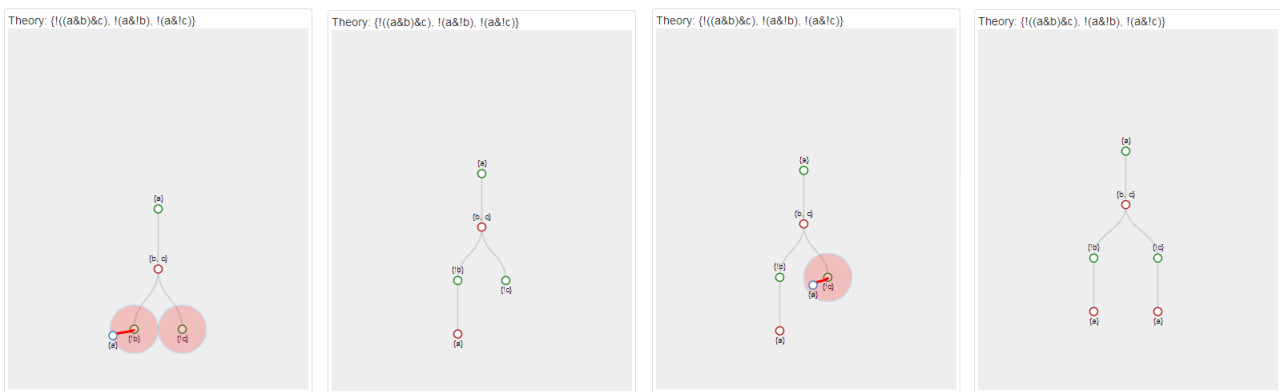 Theory: {!((a&b)&c), !(a&!b), !(a&!c)}
{a}
{b, c}
{!b}
{!c}
{a}
Theory: {!((a&b)&c), !(a&!b), !(a&!c)}
{a}
{b, c}
{!b}
{!c}
{a}
Theory: {!((a&b)&c), !(a&!b), !(a&!c)}
{a}
{b, c}
{!b}
{!c}
{a}
{a}
Theory: {!((a&b)&c), !(a&!b), !(a&!c)}
{a}
{b, c}
{!b}
{!c}
{a}
{a}